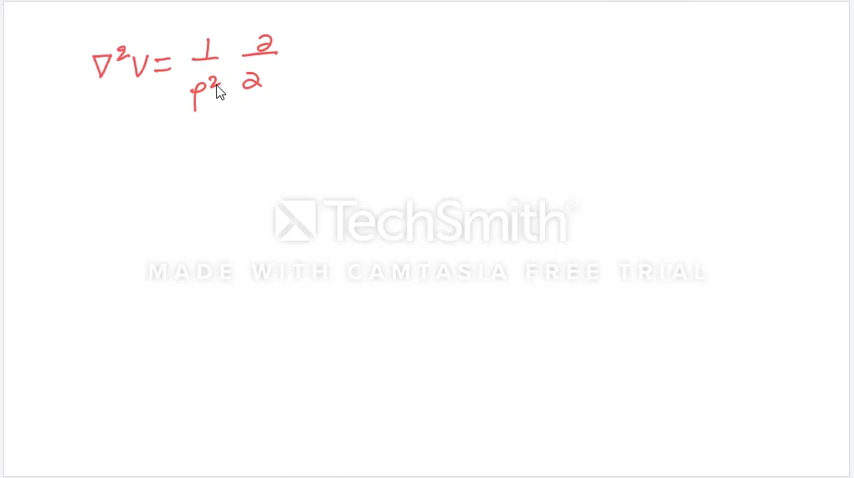 ∇²V = 1/ρ² ∂/∂
TechSmith
MADE WITH CAMTASIA FREE TRIAL